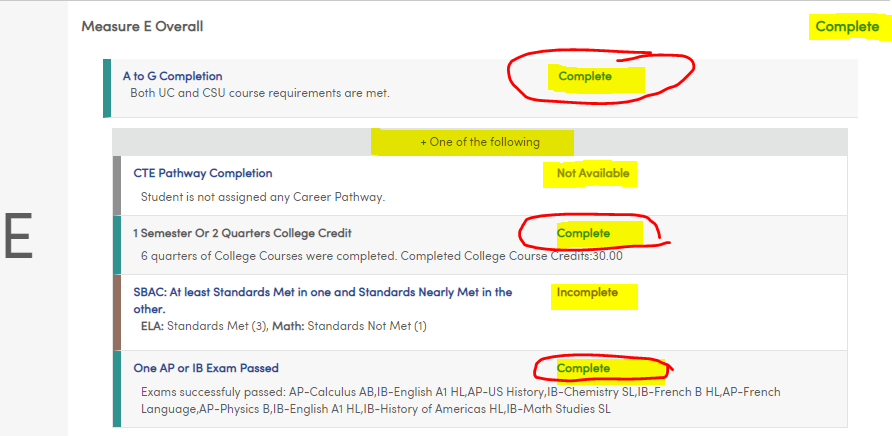 Measure E Overall Complete
A to G Completion Complete
Both UC and CSU course requirements are met.
+ One of the following
CTE Pathway Completion Not Available
Student is not assigned any Career Pathway.
E
1 Semester Or 2 Quarters College Credit Complete
6 quarters of College Courses were completed. Completed College Course Credits:30.00
SBAC: At least Standards Met in one and Standards Nearly Met in the Incomplete
other.
ELA: Standards Met (3), Math: Standards Not Met (1)
One AP or IB Exam Passed Complete
Exams successfuly passed: AP-Calculus AB,IB-English A1 HL,AP-US History,IB-Chemistry SL,IB-French B HL,AP-French
Language,AP-Physics B,IB-English A1 HL,IB-History of Americas HL,IB-Math Studies SL